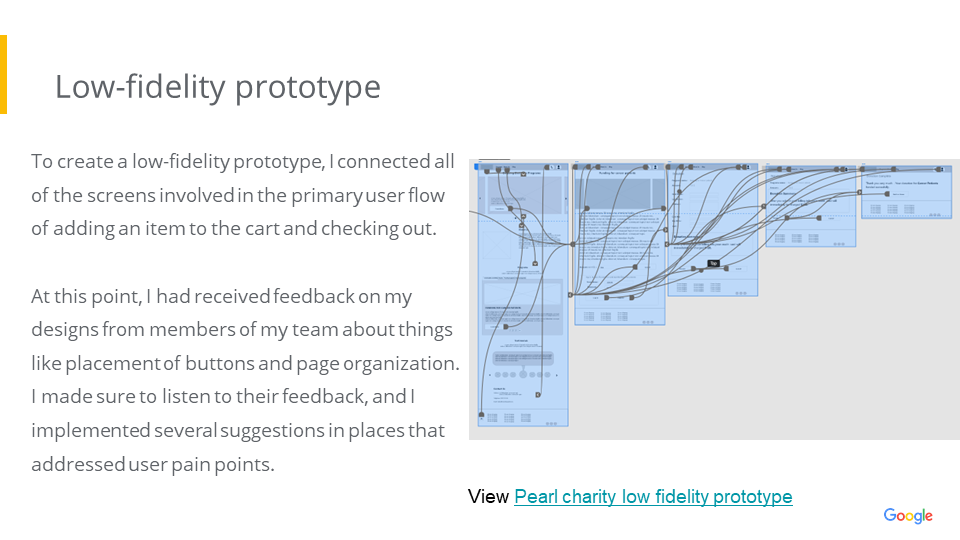 Low-fidelity prototype
To create a low-fidelity prototype, I connected all
of the screens involved in the primary user flow
of adding an item to the cart and checking out.
At this point, I had received feedback on my
designs from members of my team about things
like placement of buttons and page organization.
I made sure to listen to their feedback, and I
implemented several suggestions in places that
addressed user pain points.
Tap
View Pearl charity low fidelity prototype
Google